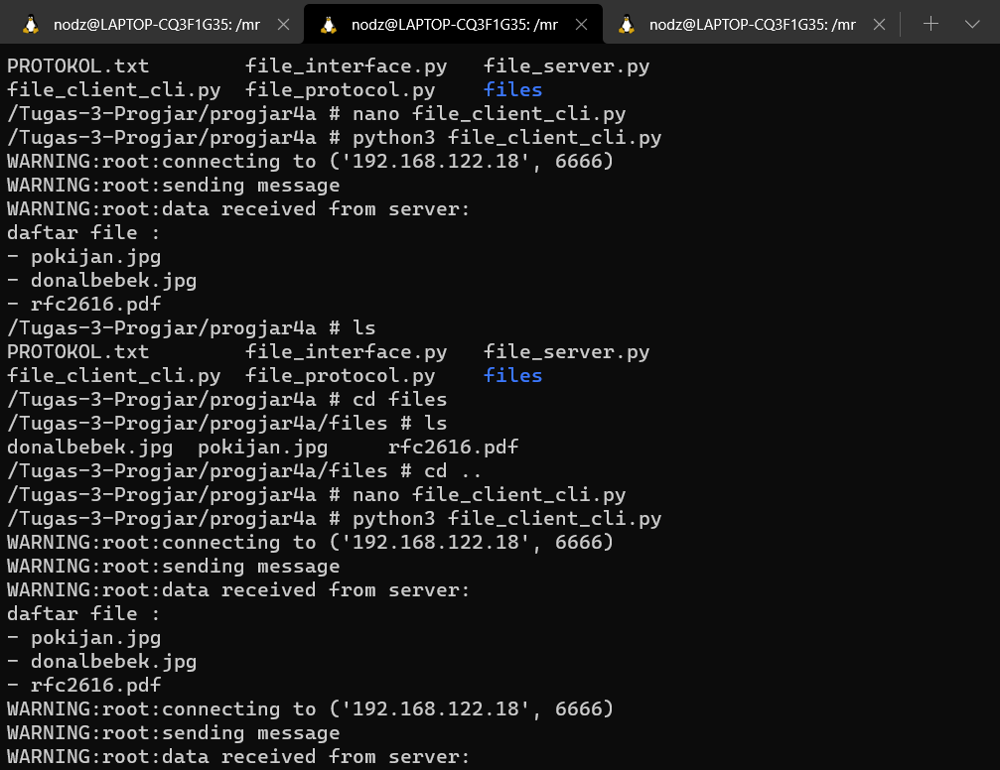 nodz@LAPTOP-CQ3F1G35: /mr nodz@LAPTOP-CQ3F1G35: /mr nodz@LAPTOP-CQ3F1G35: /mr
PROTOKOL.txt        file_interface.py   file_server.py
file_client_cli.py  file_protocol.py    files
/Tugas-3-Progjar/progjar4a # nano file_client_cli.py
/Tugas-3-Progjar/progjar4a # python3 file_client_cli.py
WARNING:root:connecting to ('192.168.122.18', 6666)
WARNING:root:sending message
WARNING:root:data received from server:
daftar file :
- pokijan.jpg
- donalbebek.jpg
- rfc2616.pdf
/Tugas-3-Progjar/progjar4a # ls
PROTOKOL.txt        file_interface.py   file_server.py
file_client_cli.py  file_protocol.py    files
/Tugas-3-Progjar/progjar4a # cd files
/Tugas-3-Progjar/progjar4a/files # ls
donalbebek.jpg  pokijan.jpg     rfc2616.pdf
/Tugas-3-Progjar/progjar4a/files # cd ..
/Tugas-3-Progjar/progjar4a # nano file_client_cli.py
/Tugas-3-Progjar/progjar4a # python3 file_client_cli.py
WARNING:root:connecting to ('192.168.122.18', 6666)
WARNING:root:sending message
WARNING:root:data received from server:
daftar file :
- pokijan.jpg
- donalbebek.jpg
- rfc2616.pdf
WARNING:root:connecting to ('192.168.122.18', 6666)
WARNING:root:sending message
WARNING:root:data received from server: